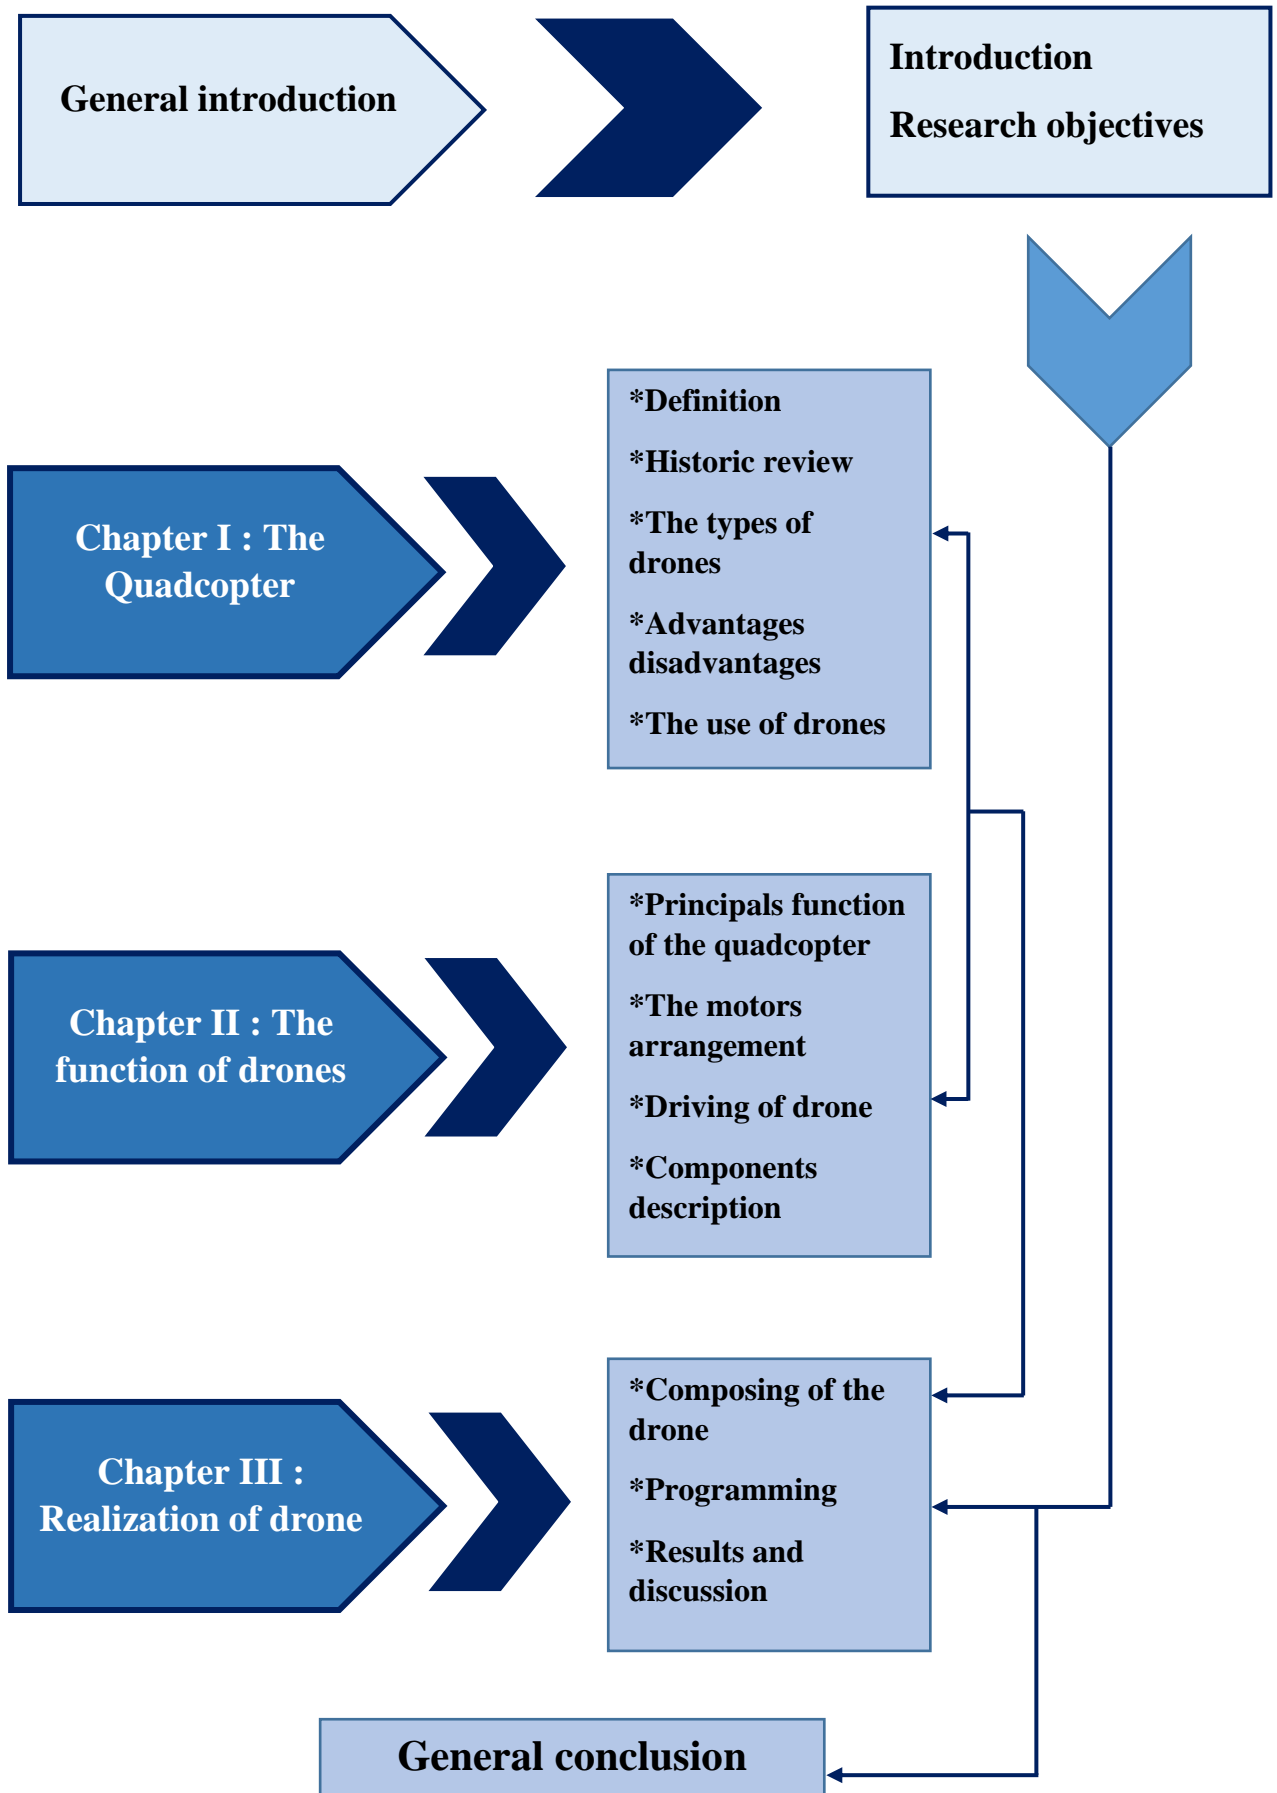 General introduction
Introduction
Research objectives
Chapter I : The
Quadcopter
*Definition
*Historic review
*The types of
drones
*Advantages
disadvantages
*The use of drones
Chapter II : The
function of drones
*Principals function
of the quadcopter
*The motors
arrangement
*Driving of drone
*Components
description
Chapter III :
Realization of drone
*Composing of the
drone
*Programming
*Results and
discussion
General conclusion